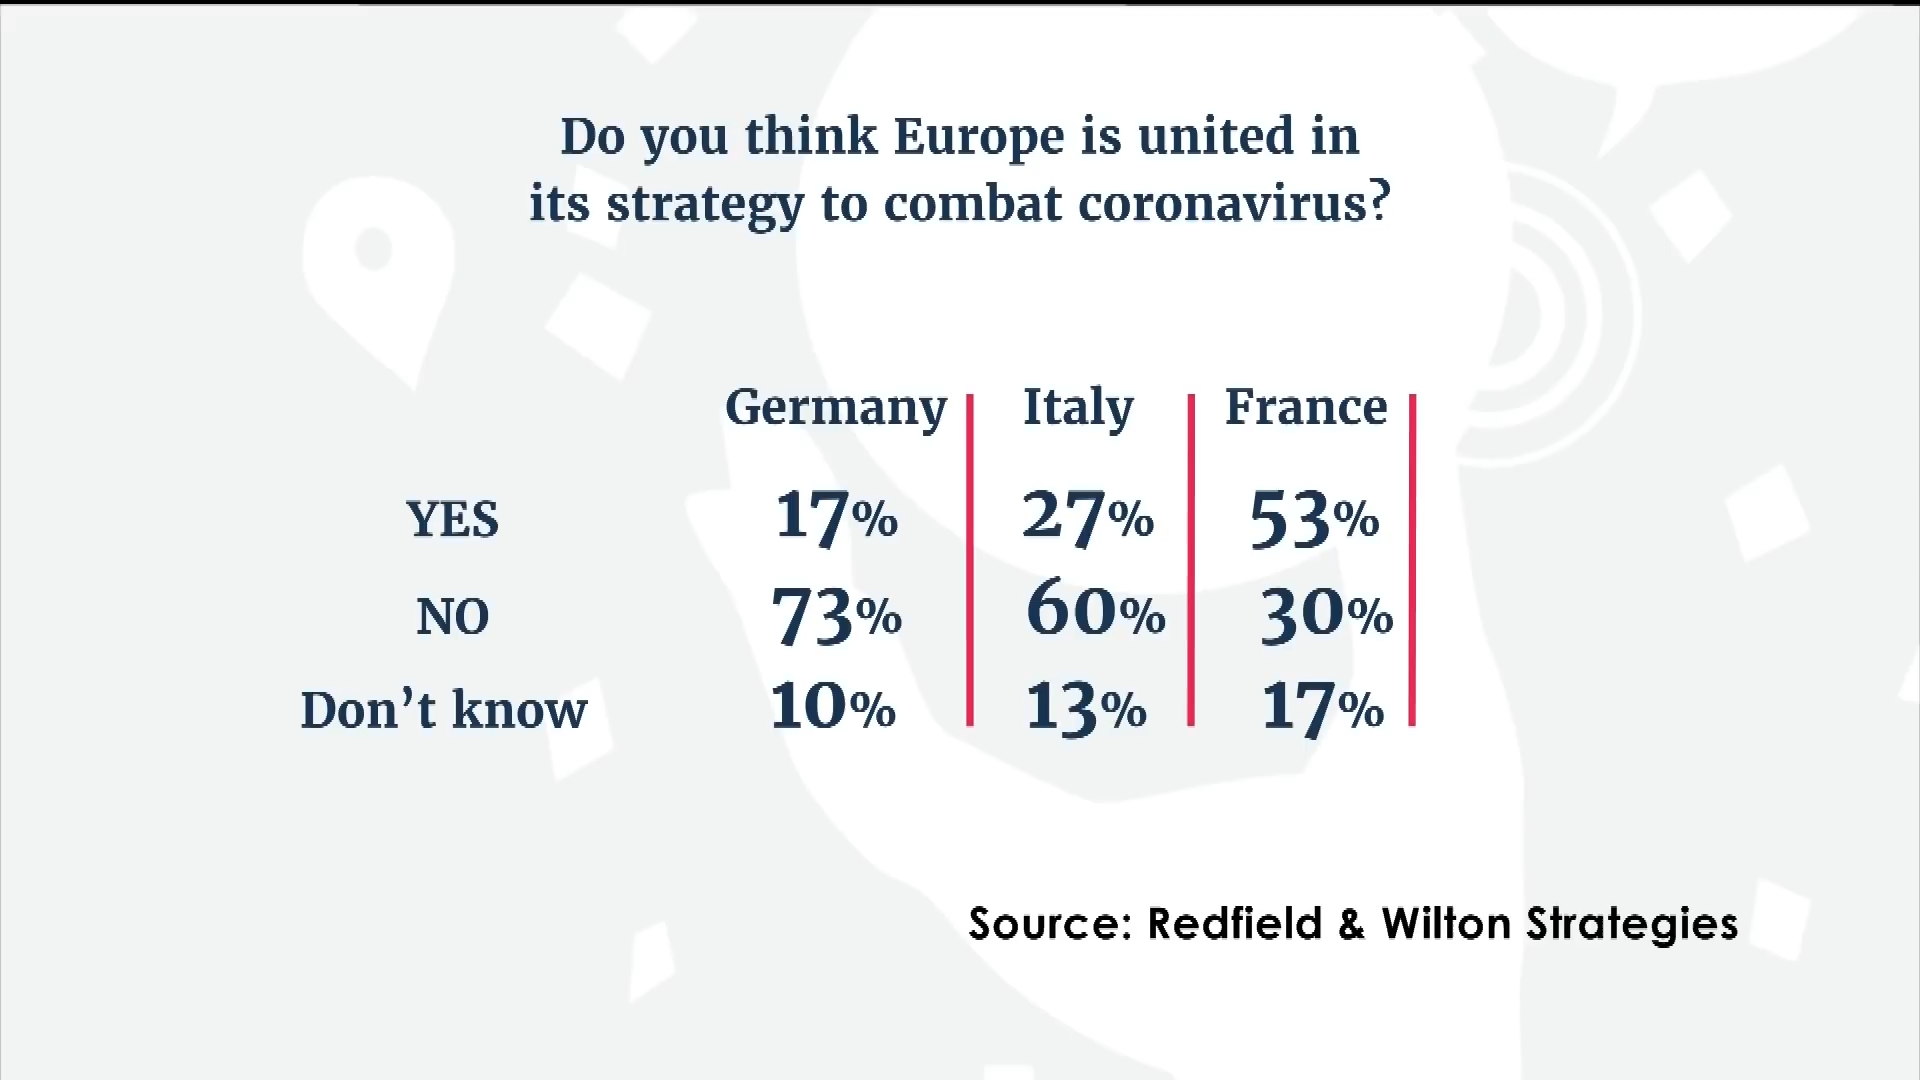 Do you think Europe is united in
its strategy to combat coronavirus?
Germany Italy France
YES 17% 27% 53%
NO 73% 60% 30%
Don’t know 10% 13% 17%
Source: Redfield & Wilton Strategies